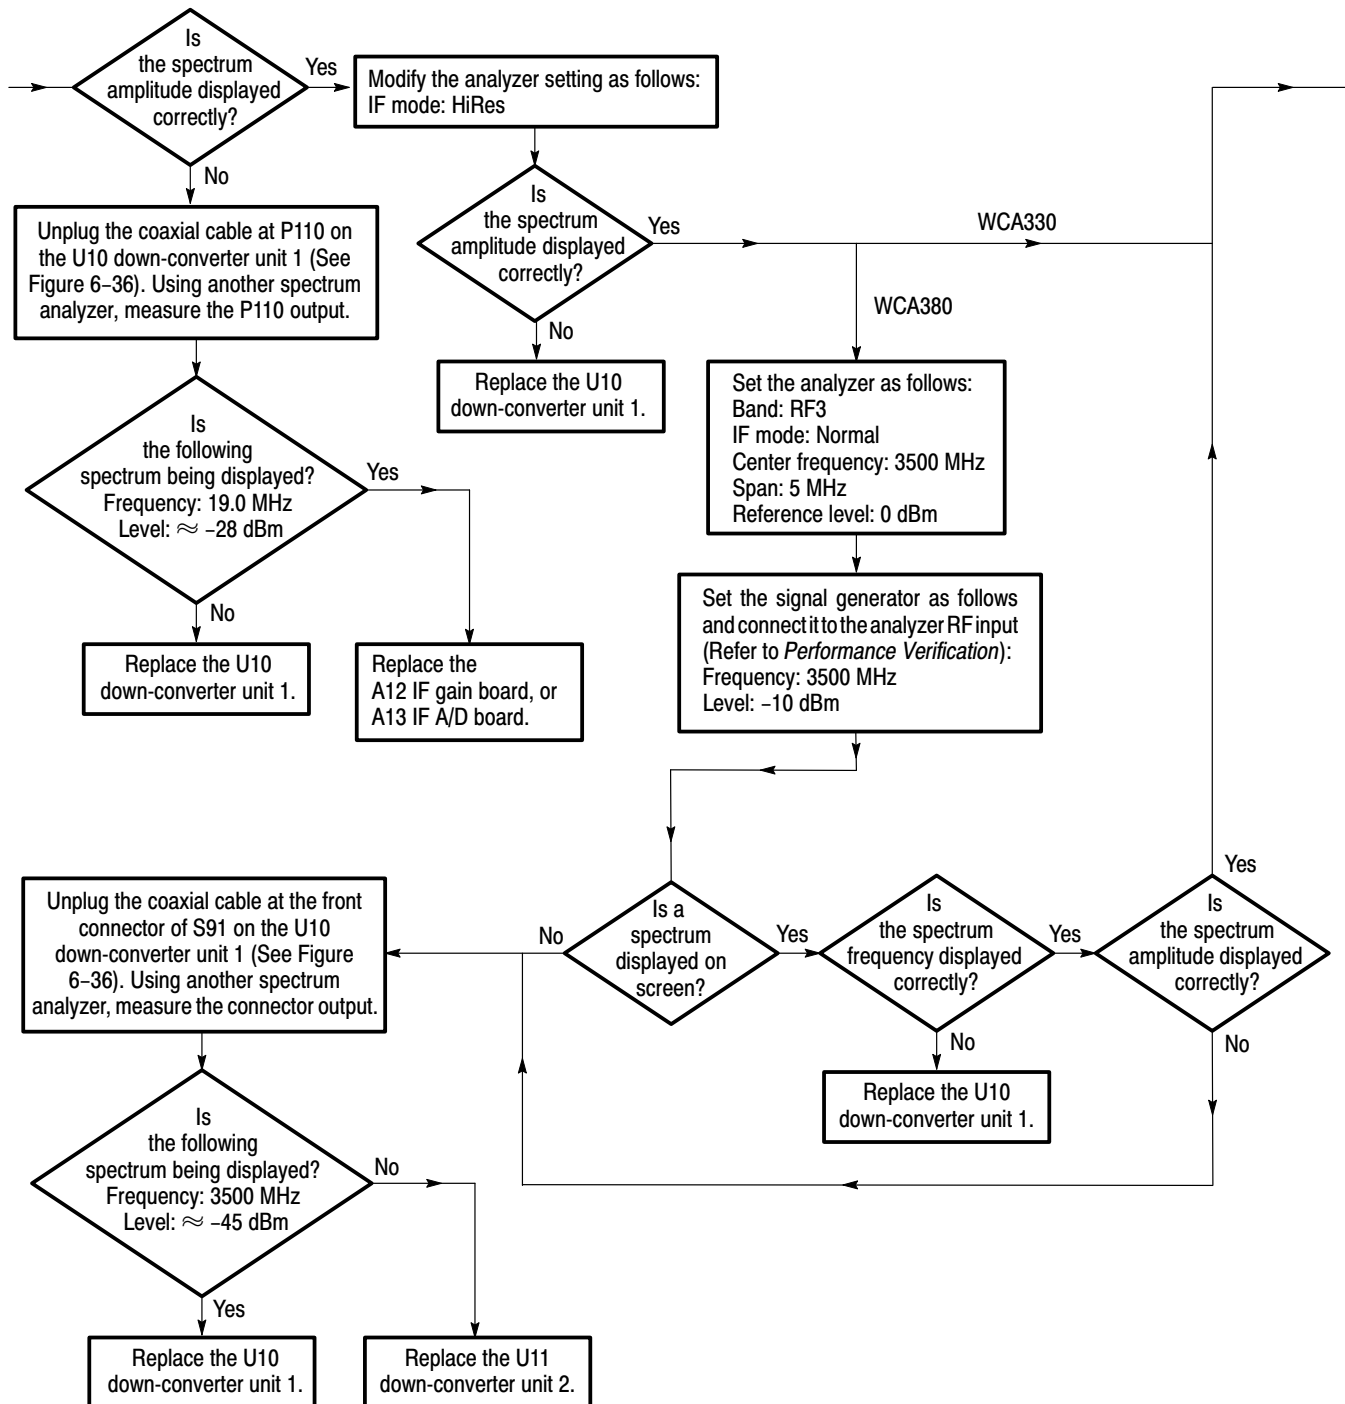 Is
the spectrum
amplitude displayed
correctly?
Yes
Modify the analyzer setting as follows:
IF mode: HiRes
No
Unplug the coaxial cable at P110 on
the U10 down-converter unit 1 (See
Figure 6–36). Using another spectrum
analyzer, measure the P110 output.
Is
the spectrum
amplitude displayed
correctly?
Yes
WCA330
WCA380
No
Replace the U10
down-converter unit 1.
Is
the following
spectrum being displayed?
Frequency: 19.0 MHz
Level: ≈ –28 dBm
Yes
No
Replace the U10
down-converter unit 1.
Replace the
A12 IF gain board, or
A13 IF A/D board.
Set the analyzer as follows:
Band: RF3
IF mode: Normal
Center frequency: 3500 MHz
Span: 5 MHz
Reference level: 0 dBm
Set the signal generator as follows
and connect it to the analyzer RF input
(Refer to Performance Verification):
Frequency: 3500 MHz
Level: –10 dBm
Unplug the coaxial cable at the front
connector of S91 on the U10
down-converter unit 1 (See Figure
6–36). Using another spectrum
analyzer, measure the connector output.
No
Is a
spectrum
displayed on
screen?
Yes
Is
the spectrum
frequency displayed
correctly?
Yes
Is
the spectrum
amplitude displayed
correctly?
Yes
No
No
Replace the U10
down-converter unit 1.
Is
the following
spectrum being displayed?
Frequency: 3500 MHz
Level: ≈ –45 dBm
No
Yes
Replace the U10
down-converter unit 1.
Replace the U11
down-converter unit 2.